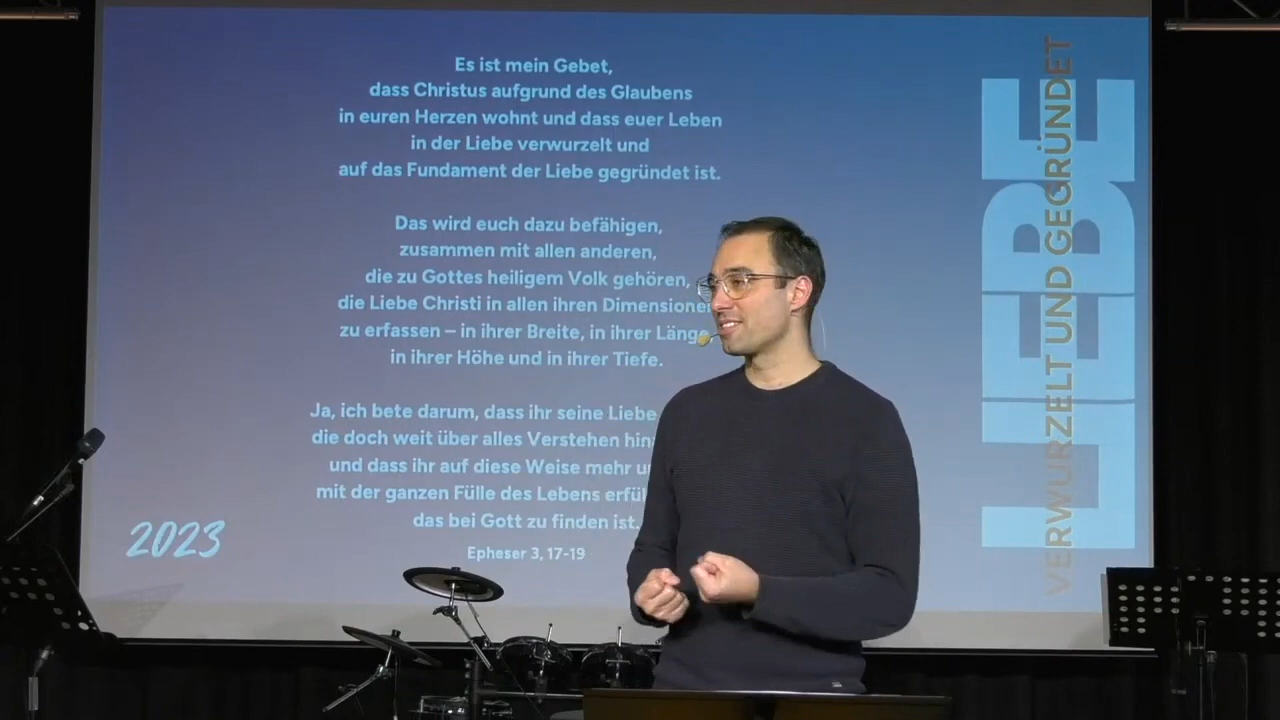 Es ist mein Gebet,
dass Christus aufgrund des Glaubens
in euren Herzen wohnt und dass euer Leben
in der Liebe verwurzelt und
auf das Fundament der Liebe gegründet ist.
Das wird euch dazu befähigen,
zusammen mit allen anderen,
die zu Gottes heiligem Volk gehören,
die Liebe Christi in allen ihren
zu erfassen – in ihrer Breite, in ihrer
in ihrer Höhe und in ihrer Tiefe.
Ja, ich bete darum, dass ihr seine Liebe
die doch weit über alles Verstehen
und dass ihr auf diese Weise mehr
mit der ganzen Fülle des Lebens
das bei Gott zu finden ist.
Epheser 3, 17-19
2023
LIEBE
VERWURZELT UND GEGRÜNDET